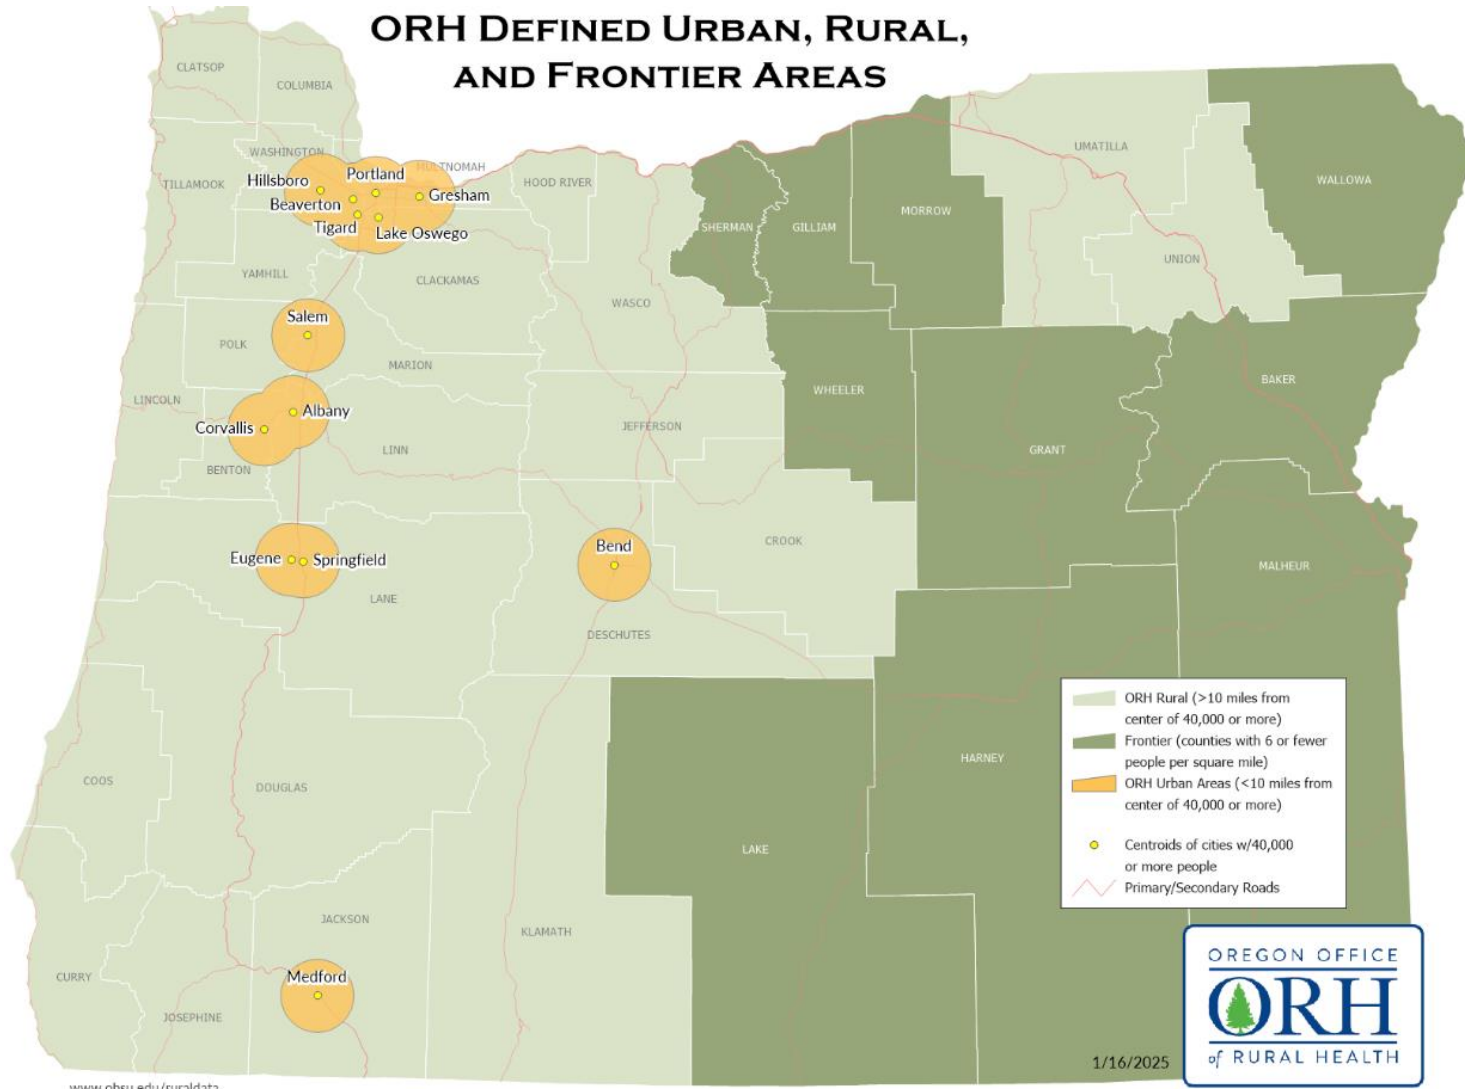 ORH DEFINED URBAN, RURAL,
AND FRONTIER AREAS
CLATSOP
COLUMBIA
WASHINGTON
MULTNOMAH
TILLAMOOK
Hillsboro
Portland
Gresham
Beaverton
Tigard
Lake Oswego
HOOD RIVER
UMATILLA
WALLOWA
MORROW
SHERMAN
GILLIAM
UNION
YAMHILL
CLACKAMAS
WASCO
Salem
POLK
MARION
WHEELER
BAKER
LINCOLN
Albany
Corvallis
JEFFERSON
LINN
GRANT
BENTON
Eugene
Springfield
Bend
CROOK
MALHEUR
LANE
DESCHUTES
COOS
DOUGLAS
HARNEY
LAKE
JACKSON
KLAMATH
CURRY
Medford
JOSEPHINE
ORH Rural (>10 miles from
center of 40,000 or more)
Frontier (counties with 6 or fewer
people per square mile)
ORH Urban Areas (<10 miles from
center of 40,000 or more)
Centroids of cities w/40,000
or more people
Primary/Secondary Roads
OREGON OFFICE
ORH
of RURAL HEALTH
1/16/2025
www.ohsu.edu/ruraldata